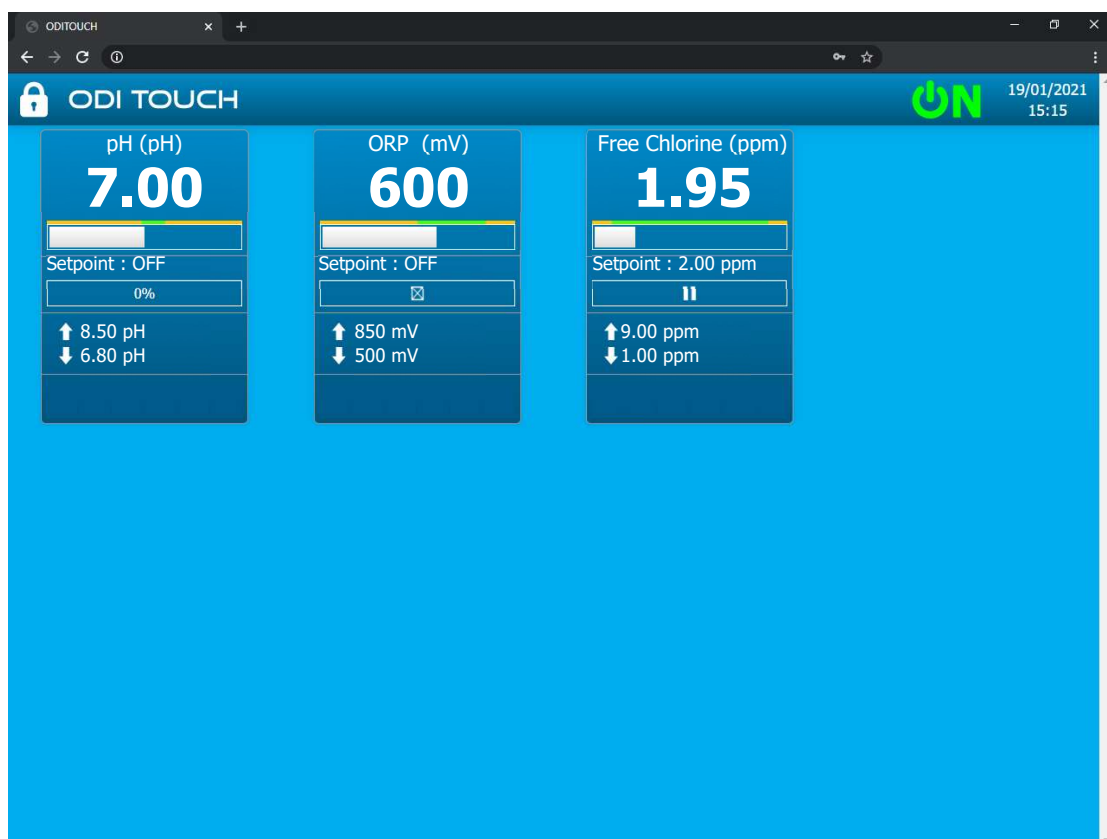 ODITOUCH
ODI TOUCH
ON
19/01/2021
15:15
pH (pH)
7.00
Setpoint : OFF
0%
8.50 pH
6.80 pH
ORP (mV)
600
Setpoint : OFF
850 mV
500 mV
Free Chlorine (ppm)
1.95
Setpoint : 2.00 ppm
9.00 ppm
1.00 ppm